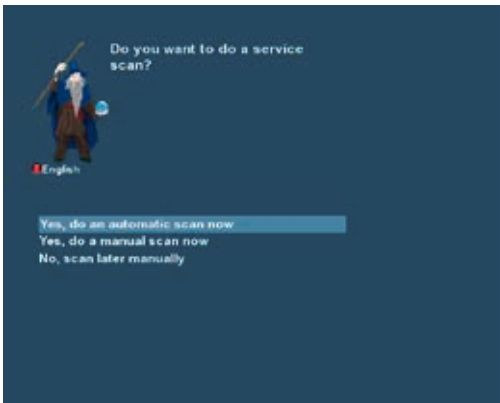 Do you want to do a service
scan?
English
Yes, do an automatic scan now
Yes, do a manual scan now
No, scan later manually